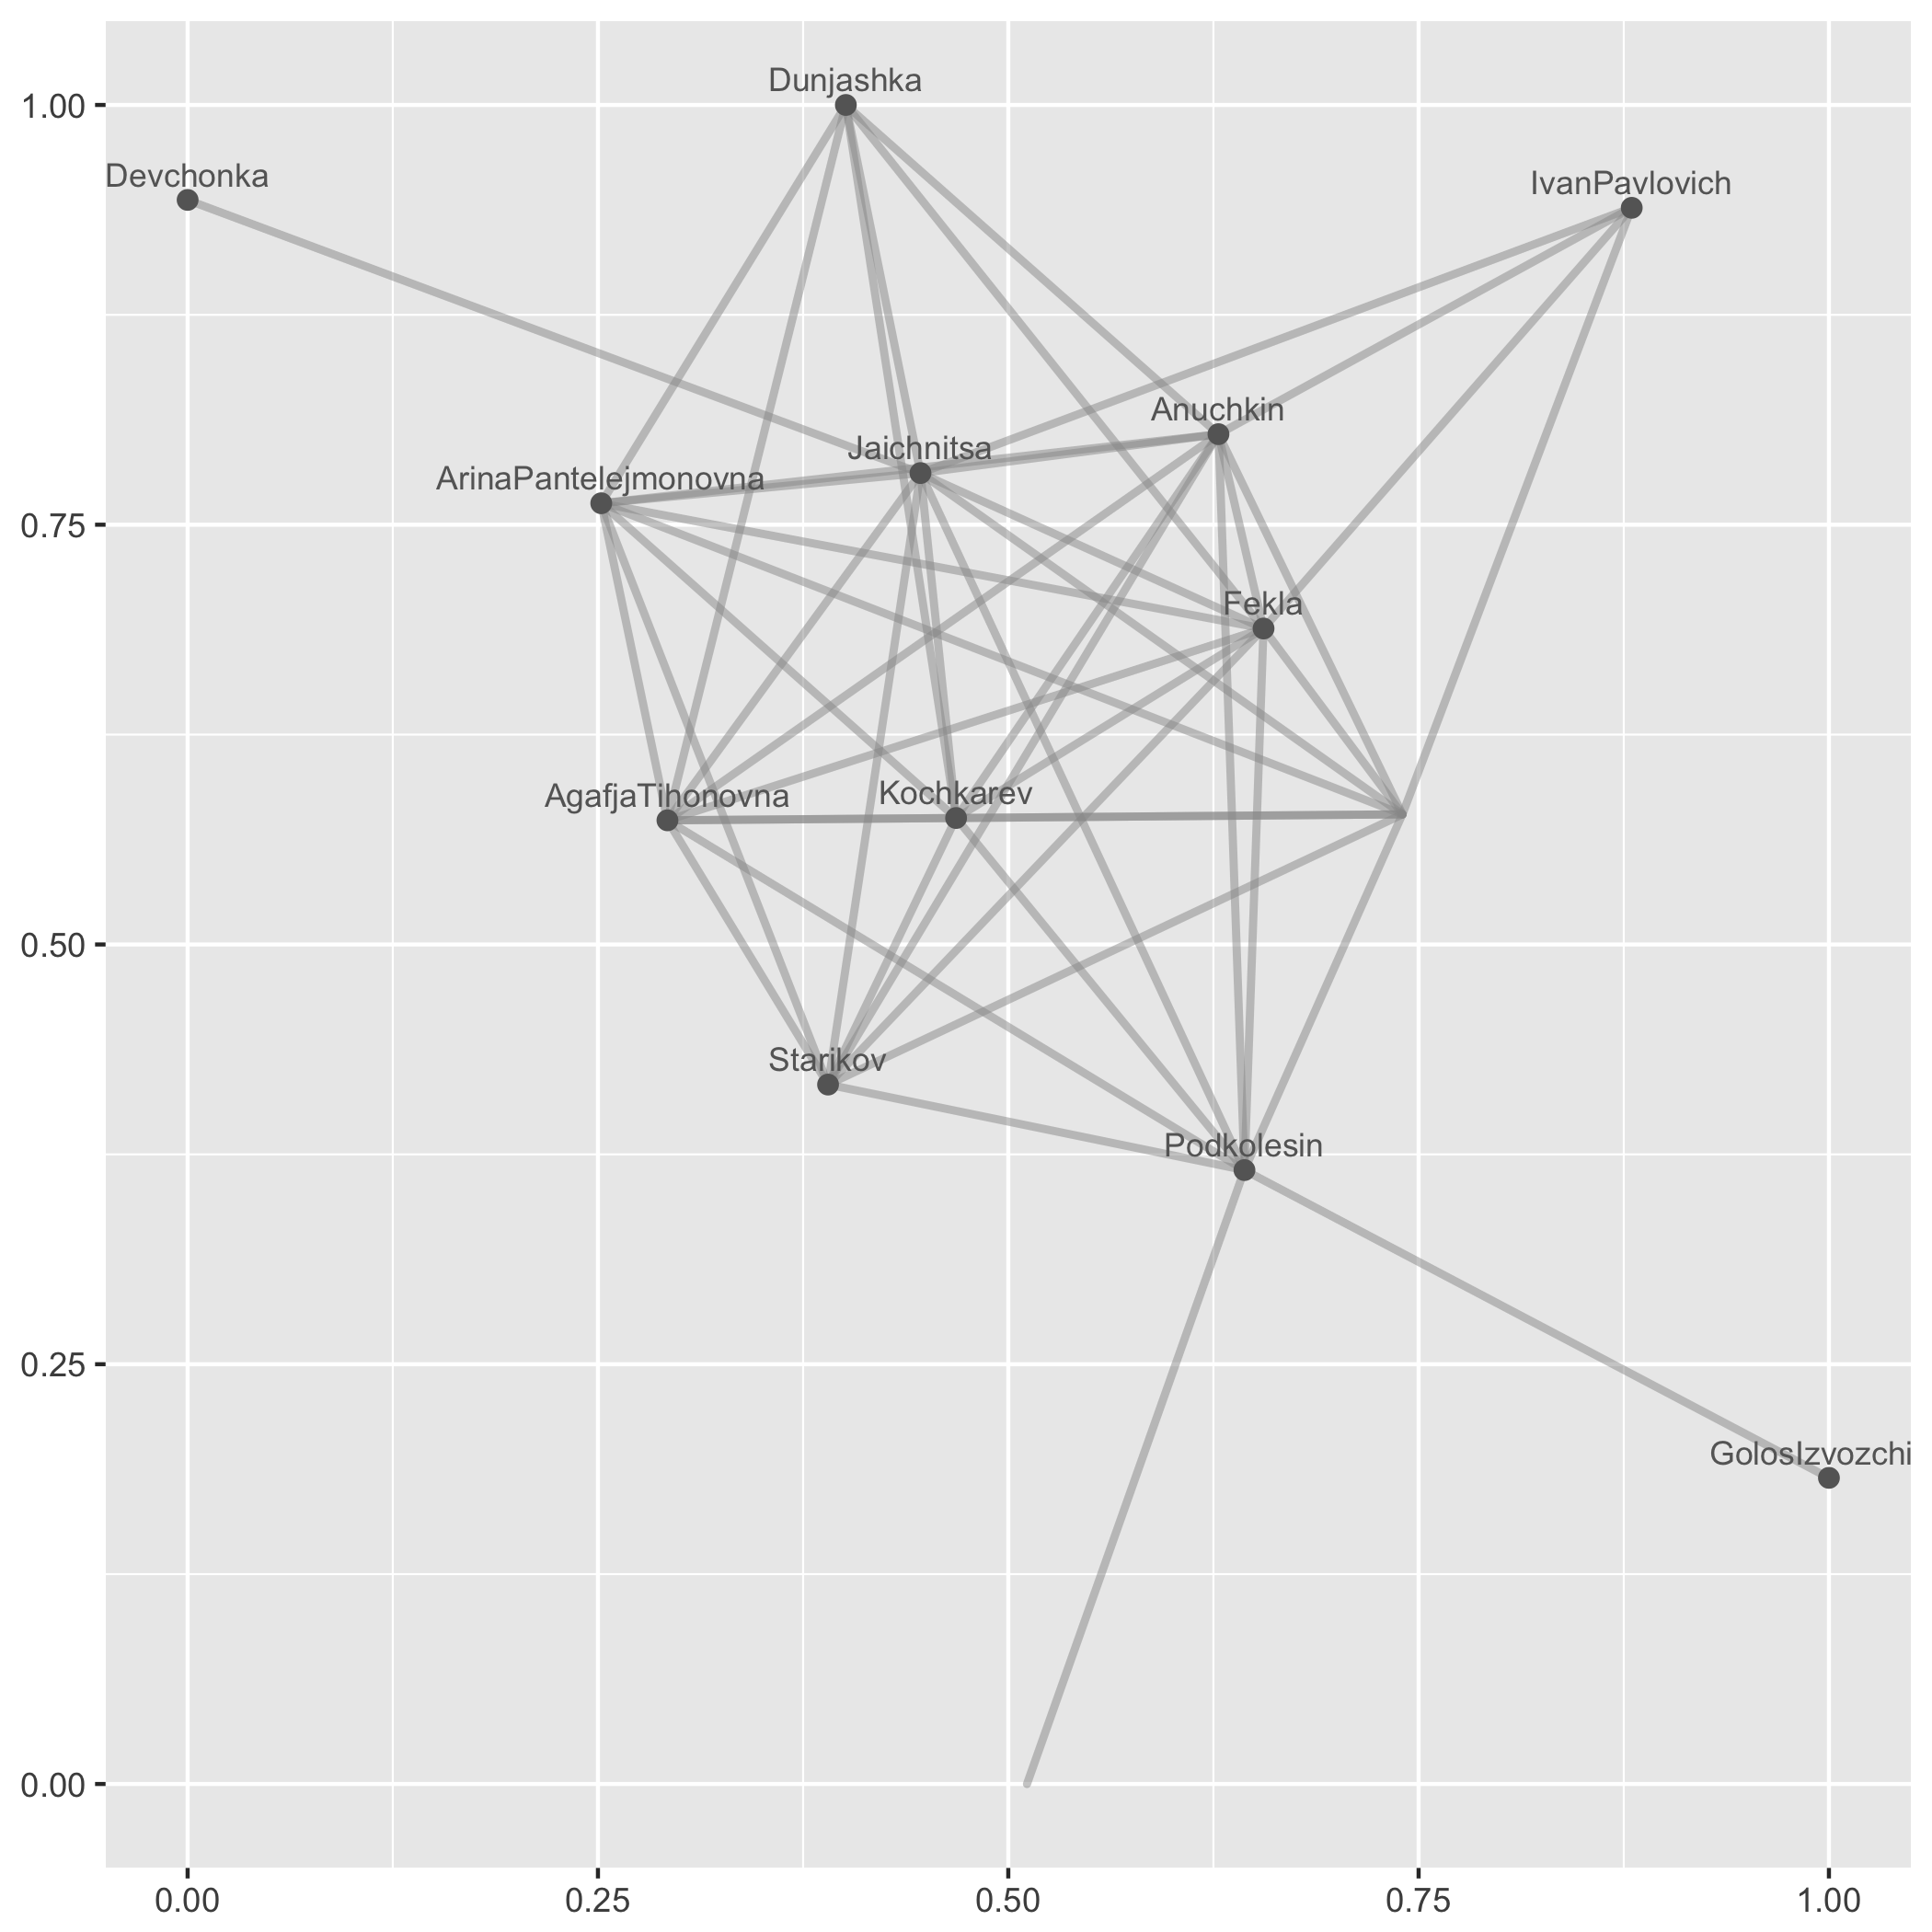 Dunjashka
1.00
Devchonka
IvanPavlovich
Anuchkin
Jaichnitsa
ArinaPantelejmonovna
0.75
Fekla
AgafjaTihonovna
Kochkarev
0.50
Starikov
Podkolesin
0.25
GolosIzvozchi
0.00
0.00 0.25 0.50 0.75 1.00